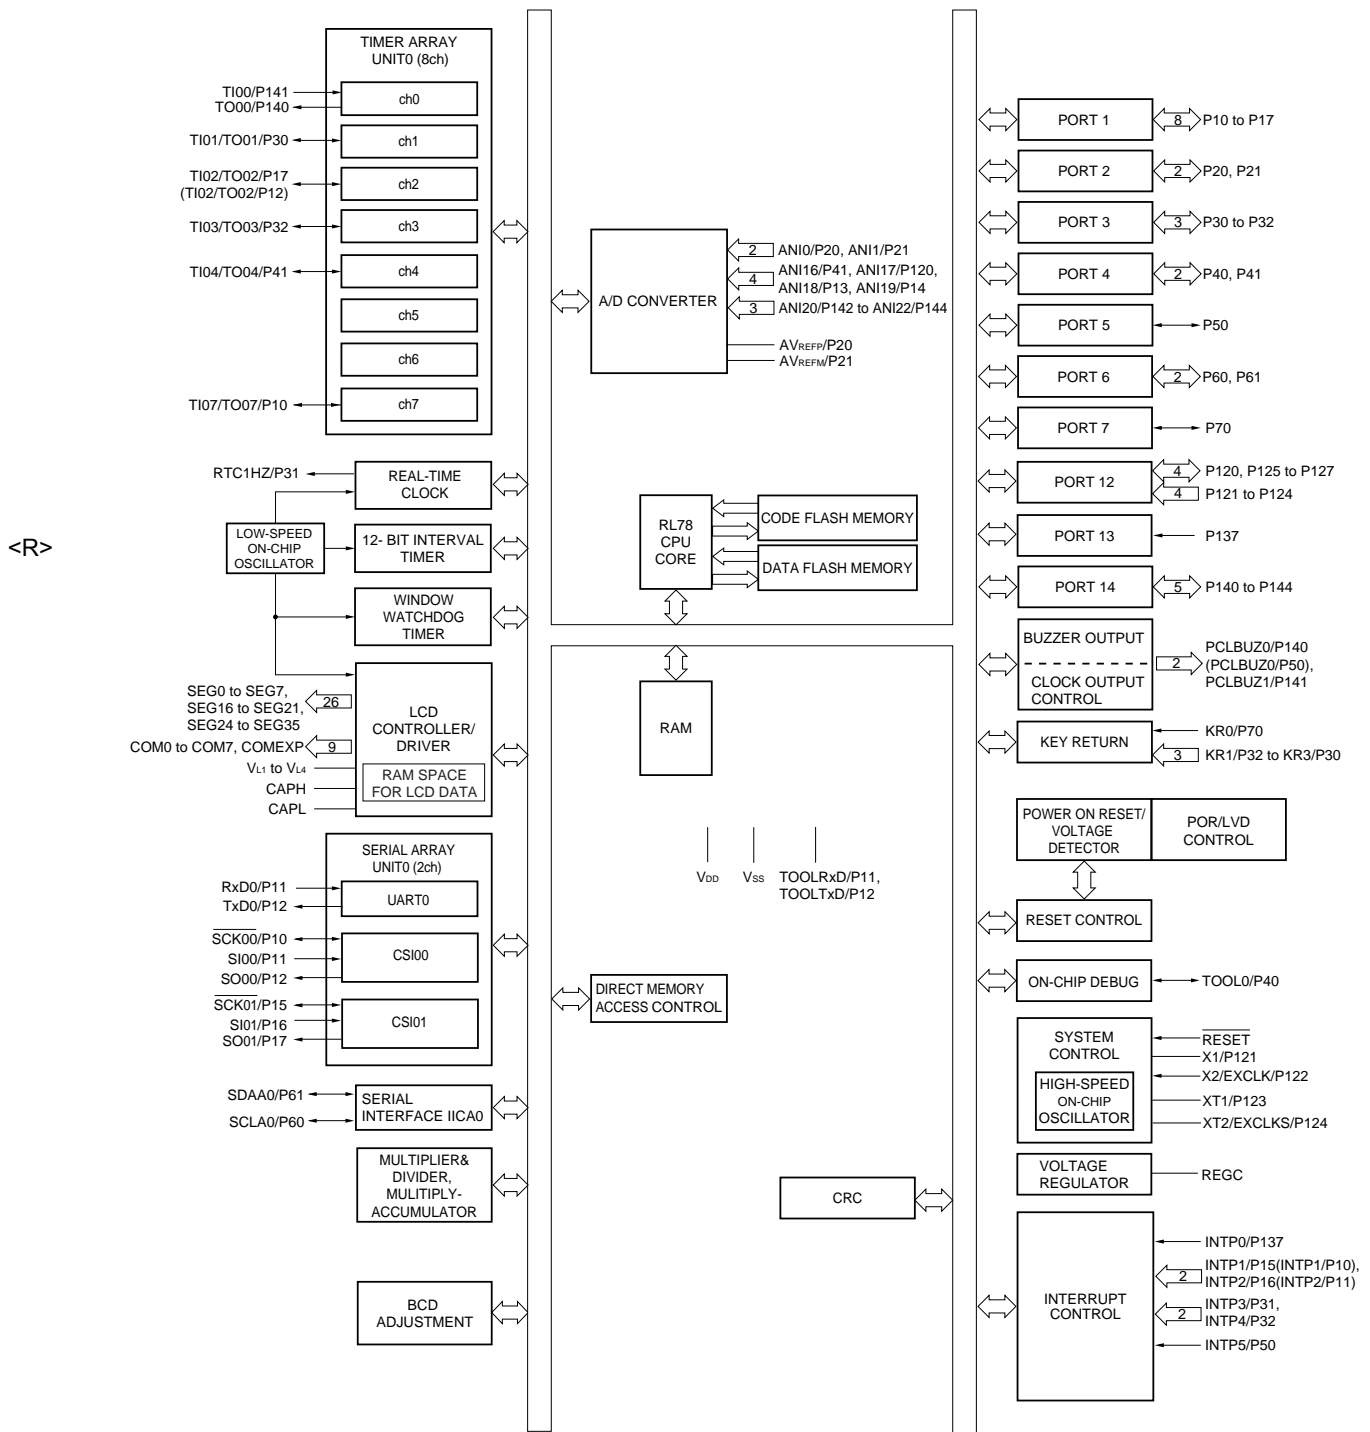 TIMER ARRAY
UNIT0 (8ch)
TI00/P141
TO00/P140
ch0
TI01/TO01/P30
ch1
TI02/TO02/P17
(TI02/TO02/P12)
ch2
TI03/TO03/P32
ch3
TI04/TO04/P41
ch4
ch5
ch6
TI07/TO07/P10
ch7
RTC1HZ/P31
REAL-TIME
CLOCK
<R>
LOW-SPEED
ON-CHIP
OSCILLATOR
12- BIT INTERVAL
TIMER
WINDOW
WATCHDOG
TIMER
SEG0 to SEG7,
SEG16 to SEG21,
SEG24 to SEG35
26
COM0 to COM7, COMEXP
9
VL1 to VL4
CAPH
CAPL
LCD
CONTROLLER/
DRIVER
RAM SPACE
FOR LCD DATA
SERIAL ARRAY
UNIT0 (2ch)
RxD0/P11
TxD0/P12
UART0
SCK00/P10
SI00/P11
SO00/P12
CSI00
SCK01/P15
SI01/P16
SO01/P17
CSI01
SDAA0/P61
SCLA0/P60
SERIAL
INTERFACE IICA0
MULTIPLIER&
DIVIDER,
MULITIPLY-
ACCUMULATOR
BCD
ADJUSTMENT
A/D CONVERTER
2
ANI0/P20, ANI1/P21
4
ANI16/P41, ANI17/P120,
ANI18/P13, ANI19/P14
3
ANI20/P142 to ANI22/P144
AVREFP/P20
AVREFM/P21
RL78
CPU
CORE
CODE FLASH MEMORY
DATA FLASH MEMORY
RAM
VDD
VSS
TOOLRxD/P11,
TOOLTxD/P12
DIRECT MEMORY
ACCESS CONTROL
CRC
PORT 1
8
P10 to P17
PORT 2
2
P20, P21
PORT 3
3
P30 to P32
PORT 4
2
P40, P41
PORT 5
P50
PORT 6
2
P60, P61
PORT 7
P70
PORT 12
4
P120, P125 to P127
4
P121 to P124
PORT 13
P137
PORT 14
5
P140 to P144
BUZZER OUTPUT
CLOCK OUTPUT
CONTROL
2
PCLBUZ0/P140
(PCLBUZ0/P50),
PCLBUZ1/P141
KEY RETURN
KR0/P70
3
KR1/P32 to KR3/P30
POWER ON RESET/
VOLTAGE
DETECTOR
POR/LVD
CONTROL
RESET CONTROL
ON-CHIP DEBUG
TOOL0/P40
SYSTEM
CONTROL
HIGH-SPEED
ON-CHIP
OSCILLATOR
RESET
X1/P121
X2/EXCLK/P122
XT1/P123
XT2/EXCLKS/P124
VOLTAGE
REGULATOR
REGC
INTERRUPT
CONTROL
INTP0/P137
2
INTP1/P15(INTP1/P10),
INTP2/P16(INTP2/P11)
2
INTP3/P31,
INTP4/P32
INTP5/P50